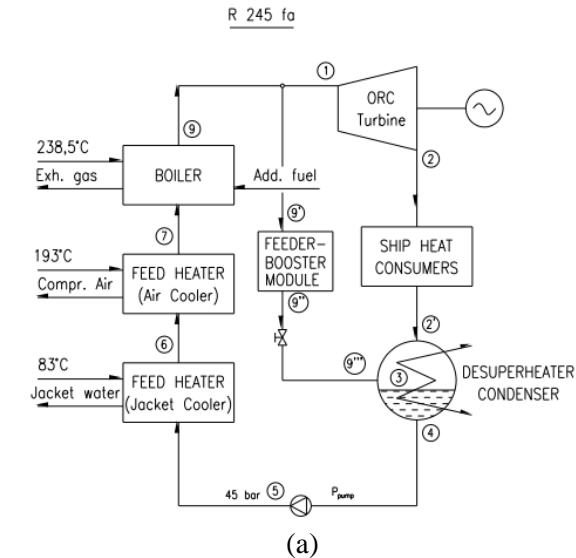 R 245 fa
①
ORC
Turbine
②
⑨
238,5°C
Exh. gas
BOILER
Add. fuel
9'
FEEDER-
BOOSTER
MODULE
9''
SHIP HEAT
CONSUMERS
2'
⑦
193°C
Compr. Air
FEED HEATER
(Air Cooler)
⑥
83°C
Jacket water
FEED HEATER
(Jacket Cooler)
9'''
③
DESUPERHEATER
CONDENSER
④
45 bar
⑤
Ppump
(a)